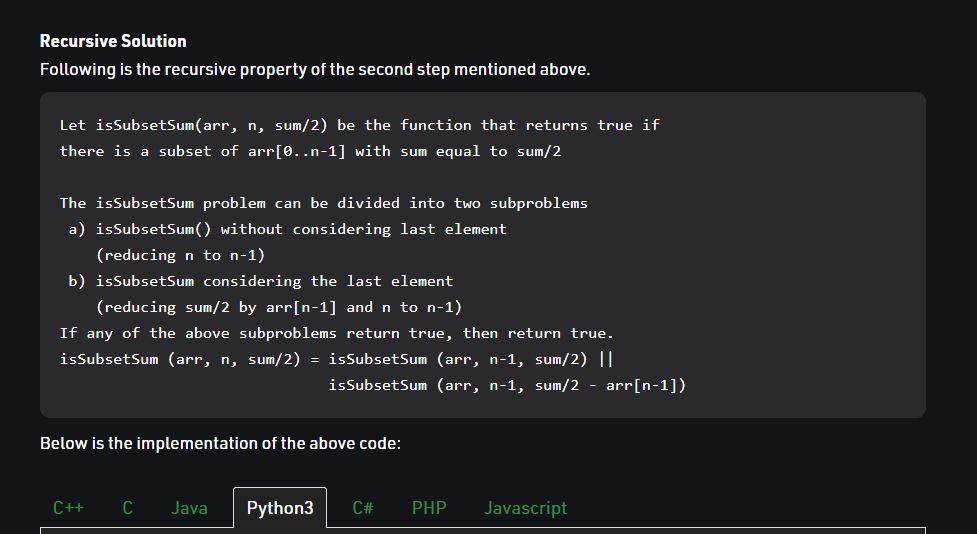 Recursive Solution
Following is the recursive property of the second step mentioned above.
Let isSubsetSum(arr, n, sum/2) be the function that returns true if
there is a subset of arr[0..n-1] with sum equal to sum/2
The isSubsetSum problem can be divided into two subproblems
a) isSubsetSum() without considering last element
(reducing n to n-1)
b) isSubsetSum considering the last element
(reducing sum/2 by arr[n-1] and n to n-1)
If any of the above subproblems return true, then return true.
isSubsetSum (arr, n, sum/2) = isSubsetSum (arr, n-1, sum/2) ||
isSubsetSum (arr, n-1, sum/2 - arr[n-1])
Below is the implementation of the above code:
C++ C Java Python3 C# PHP Javascript